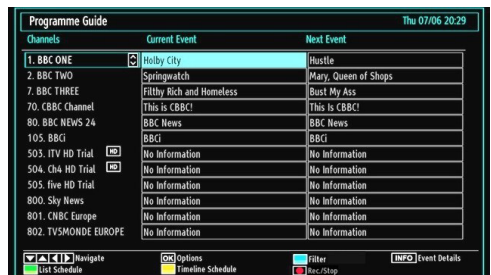 Programme Guide Thu 07/06 20:29
Channels Current Event Next Event
1. BBC ONE Holby City Hustle
2. BBC TWO Springwatch Mary, Queen of Shops
7. BBC THREE Filthy Rich and Homeless Bust My Ass
70. CBBC Channel This is CBBC! This Is CBBC!
80. BBC NEWS 24 BBC News BBC News
105. BBCi BBCi BBCi
503. ITV HD Trial HD No Information No Information
504. Ch4 HD Trial HD No Information No Information
505. five HD Trial No Information No Information
800. Sky News No Information No Information
801. CNBC Europe No Information No Information
802. TV5MONDE EUROPE No Information No Information
Navigate OK Options Filter INFO Event Details
List Schedule Timeline Schedule Rec./Stop